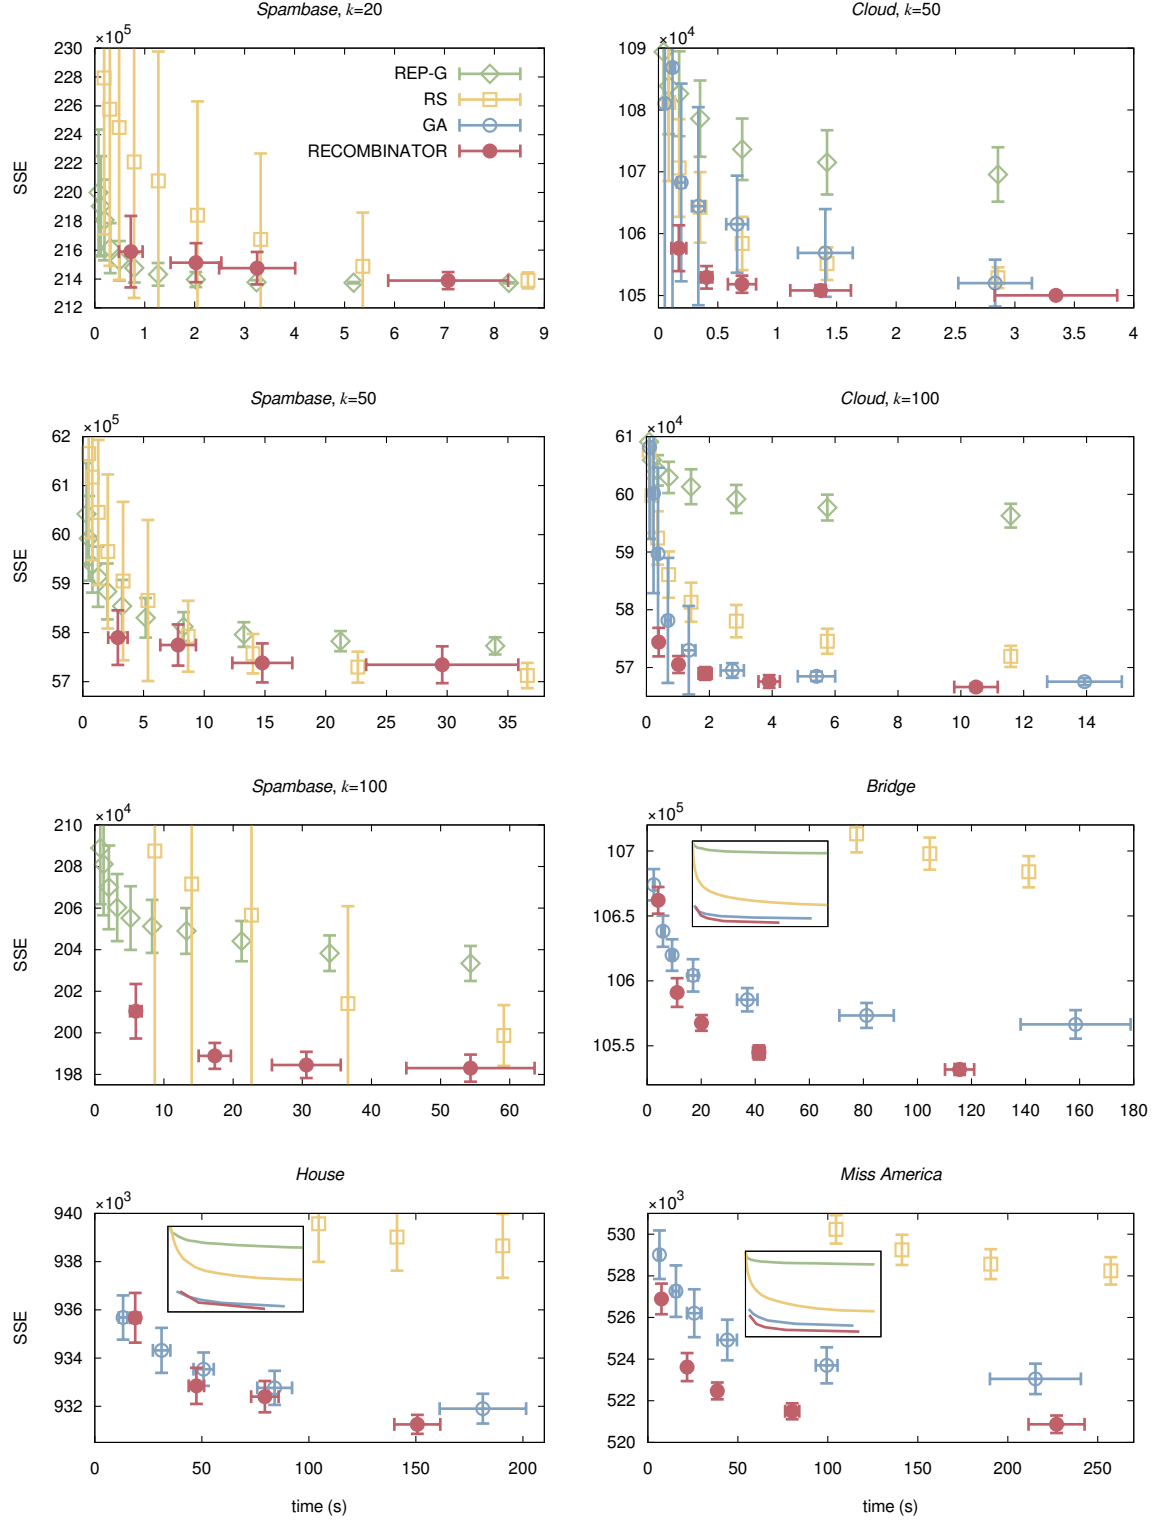 Spambase, k=20
×10^5
230
228
226
224
222
220
218
216
214
212
SSE
0 1 2 3 4 5 6 7 8 9
REP-G
RS
GA
RECOMBINATOR
Cloud, k=50
×10^4
109
108
107
106
105
0 0.5 1 1.5 2 2.5 3 3.5 4
Spambase, k=50
×10^5
62
61
60
59
58
57
SSE
0 5 10 15 20 25 30 35
Cloud, k=100
×10^4
61
60
59
58
57
0 2 4 6 8 10 12 14
Spambase, k=100
×10^4
210
208
206
204
202
200
198
SSE
0 10 20 30 40 50 60
Bridge
×10^5
107
106.5
106
105.5
0 20 40 60 80 100 120 140 160 180
House
×10^3
940
938
936
934
932
SSE
0 50 100 150 200
time (s)
Miss America
×10^3
530
528
526
524
522
520
0 50 100 150 200 250
time (s)